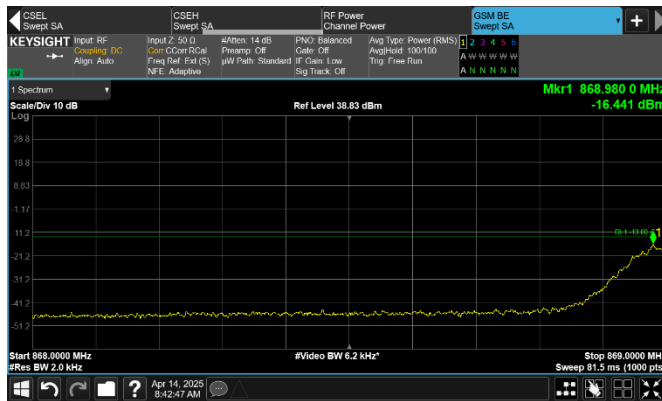 CSEL
Swept SA
CSEH
Swept SA
RF Power
Channel Power
GSM BE
Swept SA
+
KEYSIGHT
Input: RF
Coupling: DC
Align: Auto
Input Z: 50 Ω
Corr CCorr RCal
Freq Ref: Ext (S)
NFE: Adaptive
#Atten: 14 dB
Preamp: Off
µW Path: Standard
PNO: Balanced
Gate: Off
IF Gain: Low
Sig Track: Off
Avg Type: Power (RMS)
Avg|Hold: 100/100
Trig: Free Run
1 2 3 4 5 6
A W W W W W
A N N N N N
1 Spectrum
Scale/Div 10 dB
Log
Ref Level 38.83 dBm
Mkr1 868.980 0 MHz
-16.441 dBm
28.8
18.8
8.83
-1.17
-11.2
-21.2
-31.2
-41.2
-51.2
DL1 -13.00
1
Start 868.0000 MHz
#Res BW 2.0 kHz
#Video BW 6.2 kHz*
Stop 869.0000 MH
Sweep 81.5 ms (1000 pts
?
Apr 14, 2025
8:42:47 AM